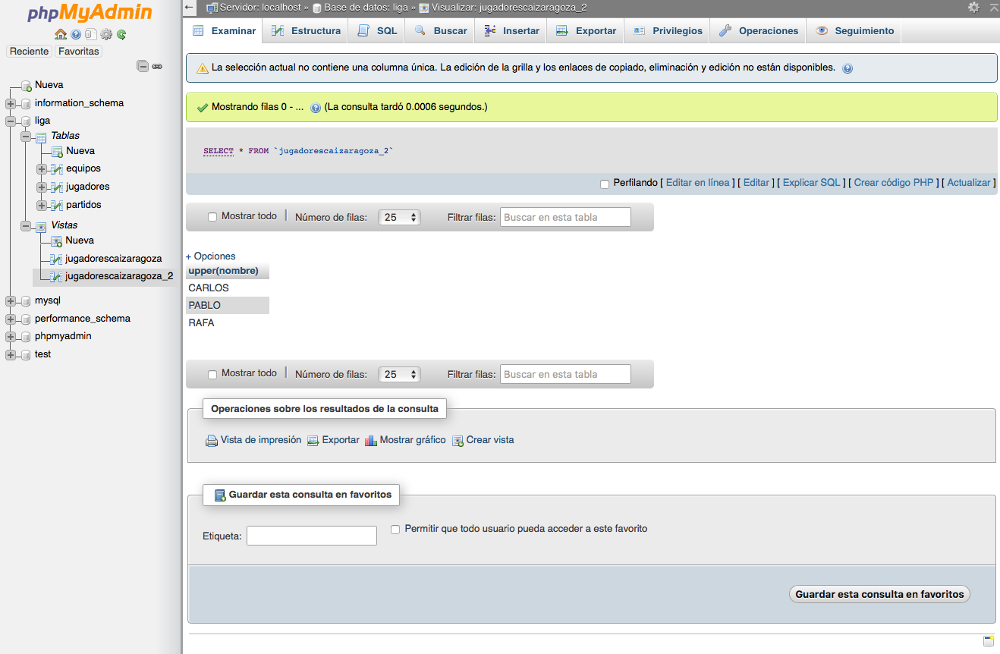 phpMyAdmin
Reciente Favoritas
Nueva
information_schema
liga
Tablas
Nueva
equipos
jugadores
partidos
Vistas
Nueva
jugadorescaizaragoza
jugadorescaizaragoza_2
mysql
performance_schema
phpmyadmin
test
Servidor: localhost » Base de datos: liga » Visualizar: jugadorescaizaragoza_2
Examinar Estructura SQL Buscar Insertar Exportar Privilegios Operaciones Seguimiento
La selección actual no contiene una columna única. La edición de la grilla y los enlaces de copiado, eliminación y edición no están disponibles.
Mostrando filas 0 - ... (La consulta tardó 0.0006 segundos.)
SELECT * FROM `jugadorescaizaragoza_2`
Perfilando [ Editar en línea ] [ Editar ] [ Explicar SQL ] [ Crear código PHP ] [ Actualizar ]
Mostrar todo | Número de filas: 25 Filtrar filas: Buscar en esta tabla
+ Opciones
upper(nombre)
CARLOS
PABLO
RAFA
Mostrar todo | Número de filas: 25 Filtrar filas: Buscar en esta tabla
Operaciones sobre los resultados de la consulta
Vista de impresión Exportar Mostrar gráfico Crear vista
Guardar esta consulta en favoritos
Etiqueta: Permitir que todo usuario pueda acceder a este favorito
Guardar esta consulta en favoritos